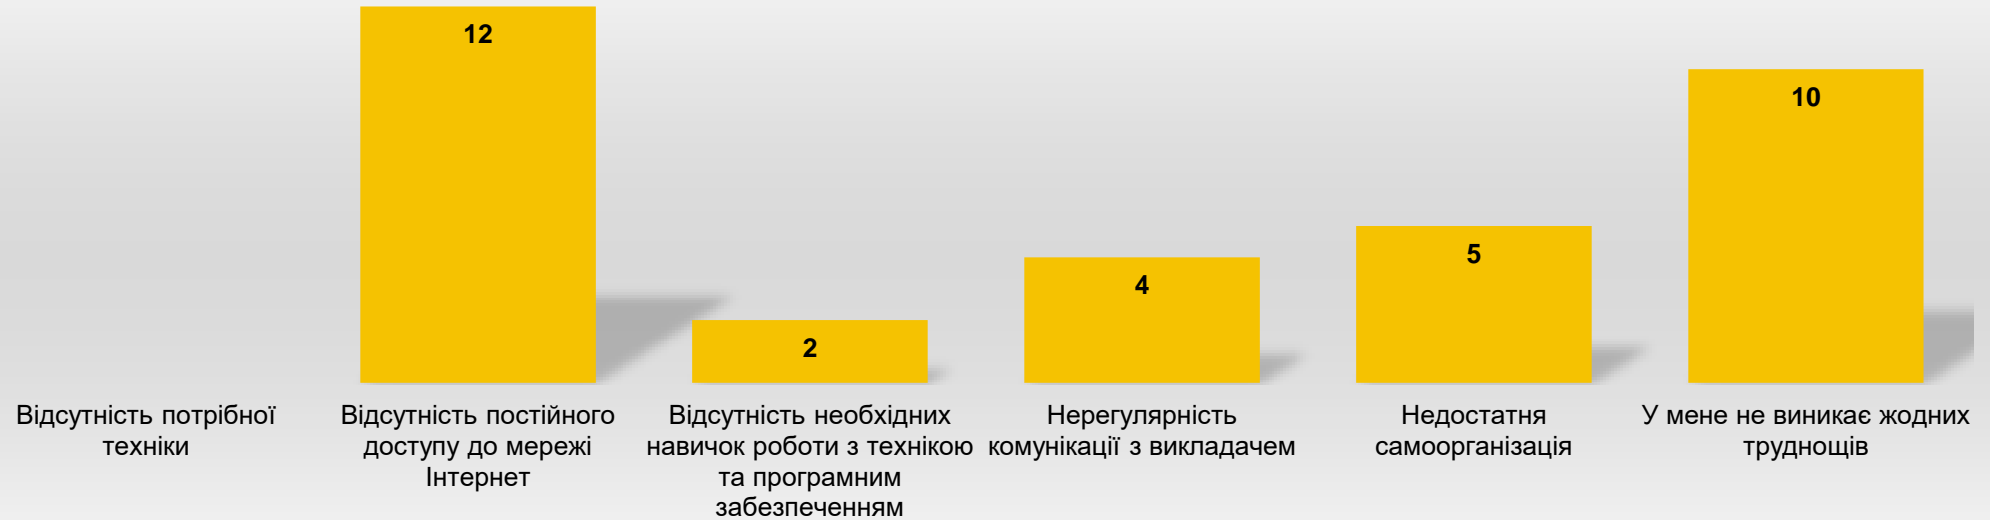 12
10
5
4
2
Відсутність потрібної
техніки
Відсутність постійного
доступу до мережі
Інтернет
Відсутність необхідних
навичок роботи з технікою
та програмним
забезпеченням
Нерегулярність
комунікації з викладачем
Недостатня
самоорганізація
У мене не виникає жодних
труднощів